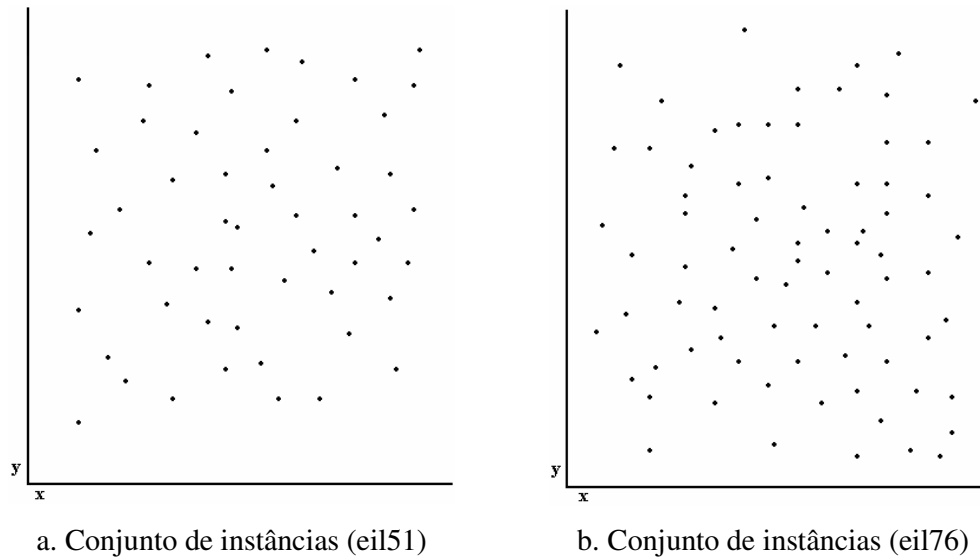 y
x
y
x
a. Conjunto de instâncias (eil51)
b. Conjunto de instâncias (eil76)